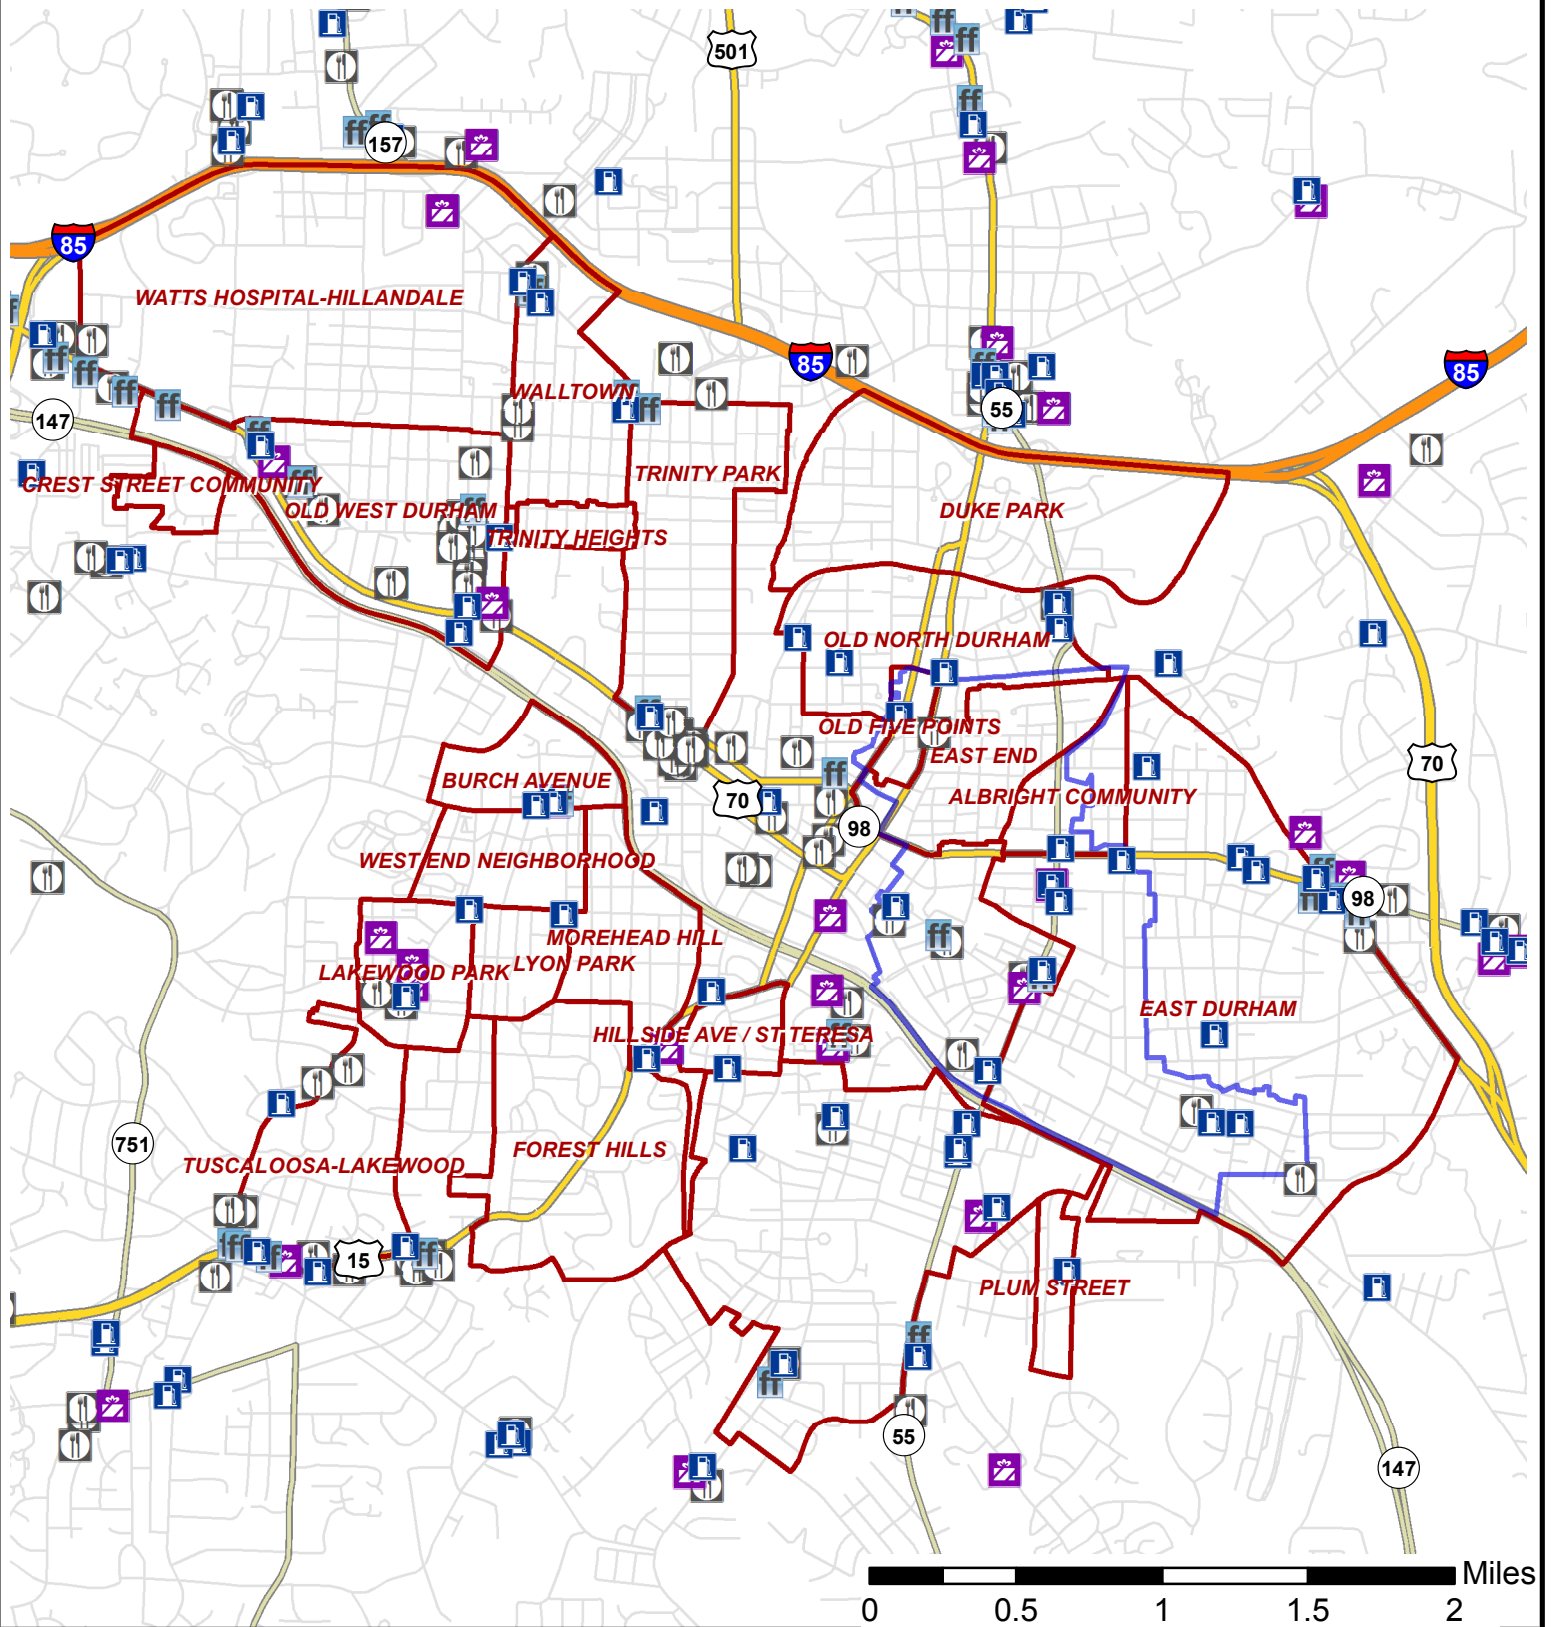 501
157
85
WATTS HOSPITAL-HILLANDALE
85
85
WALLTOWN
55
147
TRINITY PARK
CREST STREET COMMUNITY
OLD WEST DURHAM
DUKE PARK
TRINITY HEIGHTS
OLD NORTH DURHAM
OLD FIVE POINTS
EAST END
70
BURCH AVENUE
70
ALBRIGHT COMMUNITY
98
WEST END NEIGHBORHOOD
98
MOREHEAD HILL
LYON PARK
LAKEWOOD PARK
EAST DURHAM
HILLSIDE AVE / ST TERESA
751
FOREST HILLS
TUSCALOOSA-LAKEWOOD
15
PLUM STREET
55
147
Miles
0 0.5 1 1.5 2